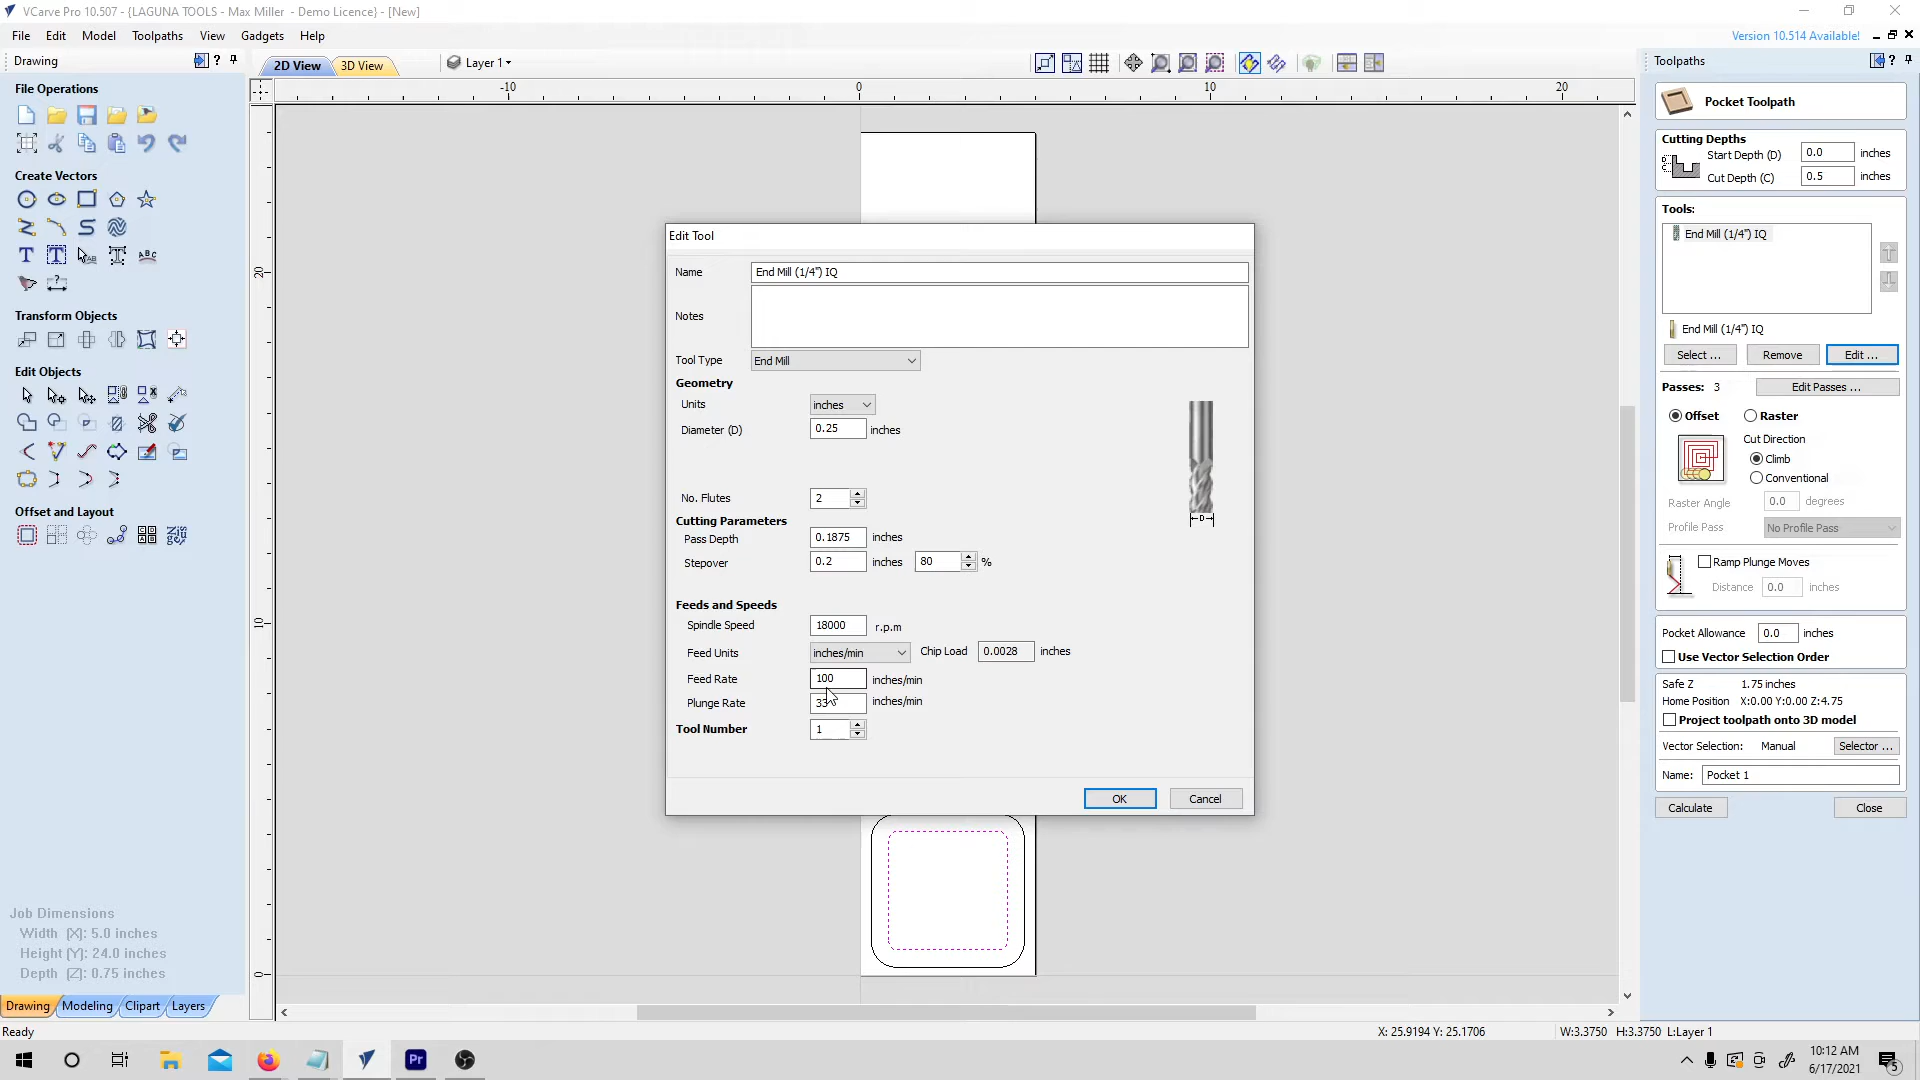 VCarve Pro 10.507 - {LAGUNA TOOLS - Max Miller - Demo Licence} - [New]
File Edit Model Toolpaths View Gadgets Help
Version 10.514 Available!
Drawing
File Operations
Create Vectors
Transform Objects
Edit Objects
Offset and Layout
Job Dimensions
Width (X): 5.0 inches
Height (Y): 24.0 inches
Depth (Z): 0.75 inches
Drawing Modeling Clipart Layers
Ready
2D View 3D View Layer 1
-10 0 10 20
20
10
0
Edit Tool
Name End Mill (1/4") IQ
Notes
Tool Type End Mill
Geometry
Units inches
Diameter (D) 0.25 inches
D
No. Flutes 2
Cutting Parameters
Pass Depth 0.1875 inches
Stepover 0.2 inches 80 %
Feeds and Speeds
Spindle Speed 18000 r.p.m
Feed Units inches/min Chip Load 0.0028 inches
Feed Rate 100 inches/min
Plunge Rate inches/min
Tool Number 1
OK Cancel
Toolpaths
Pocket Toolpath
Cutting Depths
Start Depth (D) 0.0 inches
Cut Depth (C) 0.5 inches
Tools:
End Mill (1/4") IQ
End Mill (1/4") IQ
Select ... Remove Edit ...
Passes: 3 Edit Passes ...
Offset Raster
Cut Direction
Climb
Conventional
Raster Angle 0.0 degrees
Profile Pass No Profile Pass
Ramp Plunge Moves
Distance 0.0 inches
Pocket Allowance 0.0 inches
Use Vector Selection Order
Safe Z 1.75 inches
Home Position X:0.00 Y:0.00 Z:4.75
Project toolpath onto 3D model
Vector Selection: Manual Selector ...
Name: Pocket 1
Calculate Close
X: 25.9194 Y: 25.1706 W:3.3750 H:3.3750 L:Layer 1
Pr
10:12 AM
6/17/2021
5